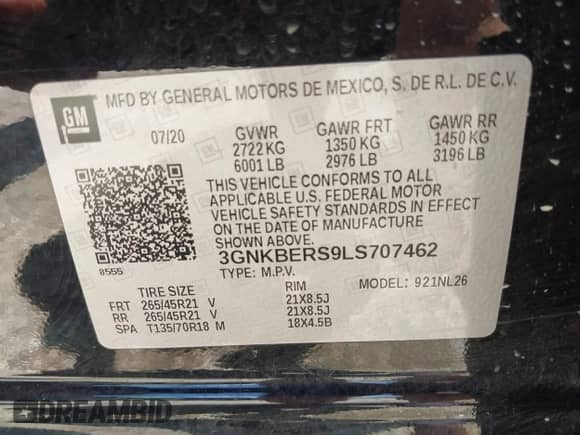 GM
MFD BY GENERAL MOTORS DE MEXICO, S. DE R.L. DE C.V.
07/20 GVWR GAWR FRT GAWR RR
2722 KG 1350 KG 1450 KG
6001 LB 2976 LB 3196 LB
THIS VEHICLE CONFORMS TO ALL
APPLICABLE U.S. FEDERAL MOTOR
VEHICLE SAFETY STANDARDS IN EFFECT
ON THE DATE OF MANUFACTURE
SHOWN ABOVE.
3GNKBERS9LS707462
8555
TYPE: M.P.V. MODEL: 921NL26
TIRE SIZE RIM
FRT 265/45R21 V 21X8.5J
RR 265/45R21 V 21X8.5J
SPA T135/70R18 M 18X4.5B
DREAMBID